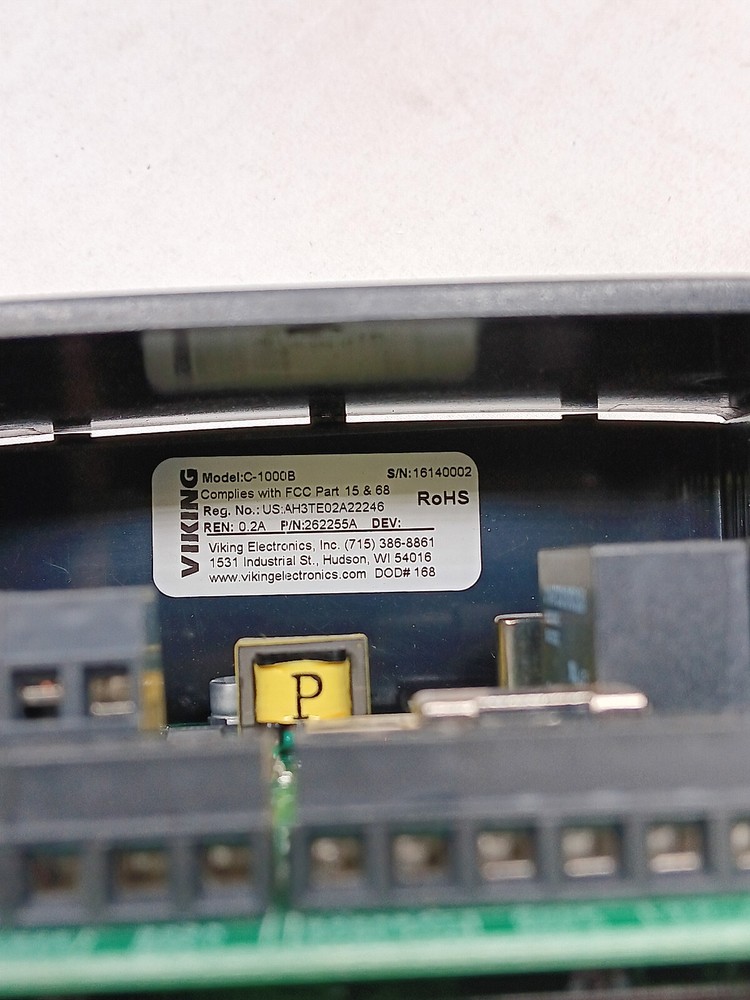 VIKING
Model:C-1000B S/N:16140002
Complies with FCC Part 15 & 68
RoHS
Reg. No.: US:AH3TE02A22246
REN: 0.2A P/N:262255A DEV:
Viking Electronics, Inc. (715) 386-8861
1531 Industrial St., Hudson, WI 54016
www.vikingelectronics.com DOD# 168
P